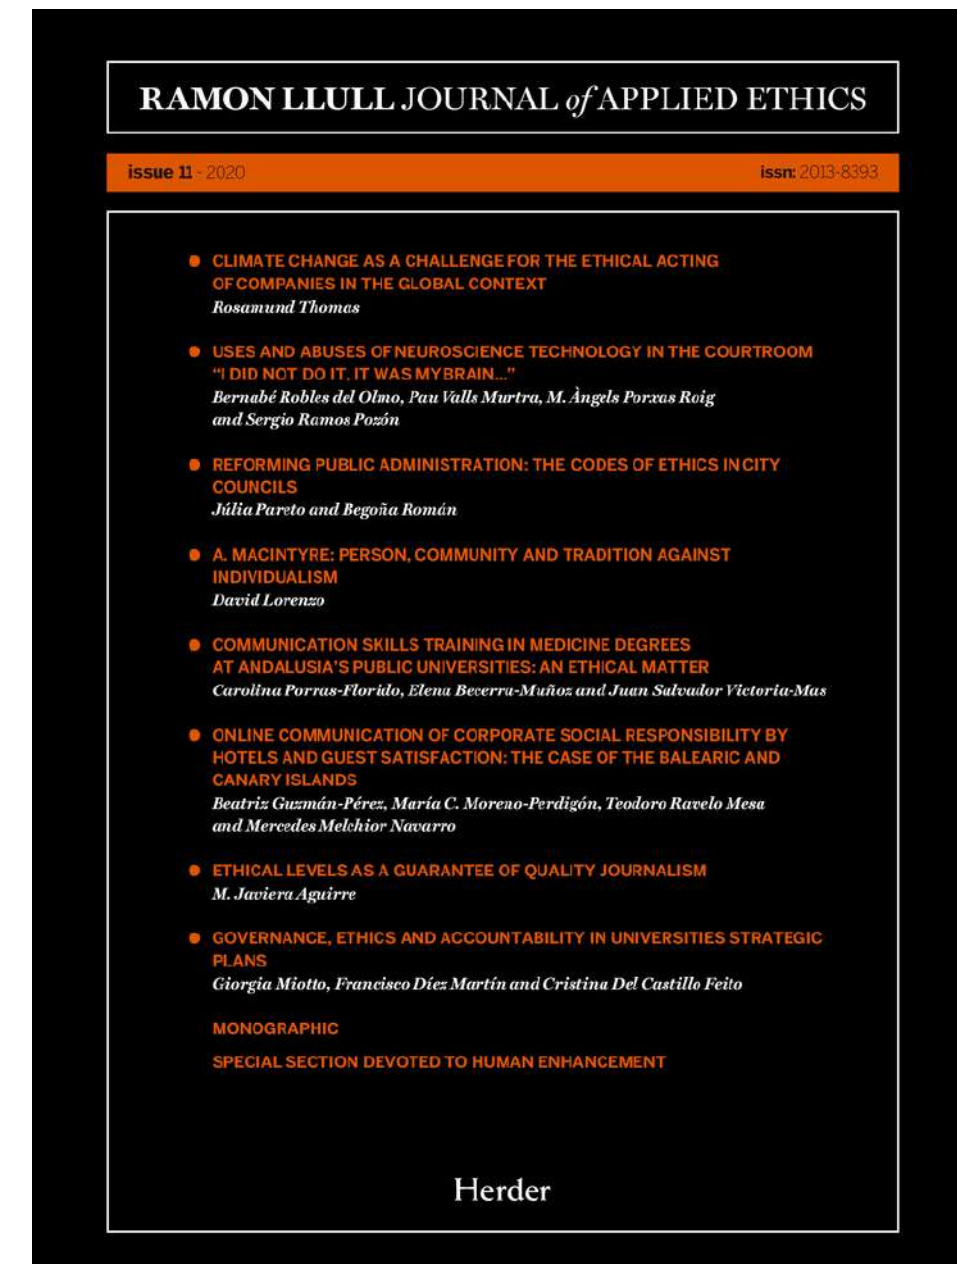 RAMON LLULL JOURNAL of APPLIED ETHICS
issue 11 - 2020 issn: 2013-8393
• CLIMATE CHANGE AS A CHALLENGE FOR THE ETHICAL ACTING
OF COMPANIES IN THE GLOBAL CONTEXT
Rosamund Thomas
• USES AND ABUSES OF NEUROSCIENCE TECHNOLOGY IN THE COURTROOM
“I DID NOT DO IT, IT WAS MY BRAIN...”
Bernabé Robles del Olmo, Pau Valls Murtra, M. Àngels Porxas Roig
and Sergio Ramos Pozón
• REFORMING PUBLIC ADMINISTRATION: THE CODES OF ETHICS IN CITY
COUNCILS
Júlia Pareto and Begoña Román
• A. MACINTYRE: PERSON, COMMUNITY AND TRADITION AGAINST
INDIVIDUALISM
David Lorenzo
• COMMUNICATION SKILLS TRAINING IN MEDICINE DEGREES
AT ANDALUSIA’S PUBLIC UNIVERSITIES: AN ETHICAL MATTER
Carolina Porras-Florido, Elena Becerra-Muñoz and Juan Salvador Victoria-Mas
• ONLINE COMMUNICATION OF CORPORATE SOCIAL RESPONSIBILITY BY
HOTELS AND GUEST SATISFACTION: THE CASE OF THE BALEARIC AND
CANARY ISLANDS
Beatriz Guzmán-Pérez, María C. Moreno-Perdigón, Teodoro Ravelo Mesa
and Mercedes Melchior Navarro
• ETHICAL LEVELS AS A GUARANTEE OF QUALITY JOURNALISM
M. Javiera Aguirre
• GOVERNANCE, ETHICS AND ACCOUNTABILITY IN UNIVERSITIES STRATEGIC
PLANS
Giorgia Miotto, Francisco Díez Martín and Cristina Del Castillo Feito
MONOGRAPHIC
SPECIAL SECTION DEVOTED TO HUMAN ENHANCEMENT
Herder